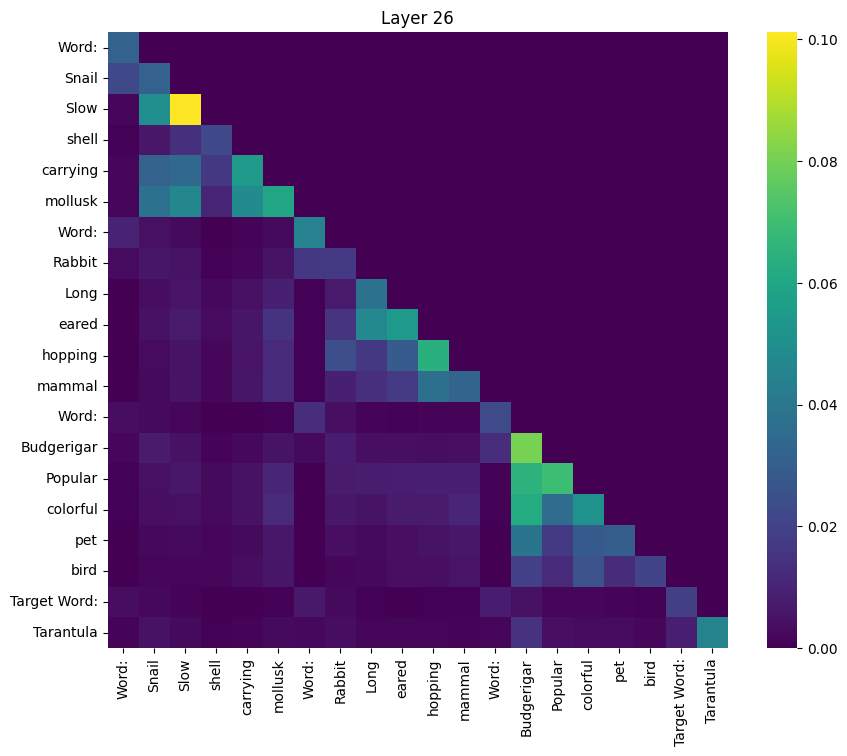 Layer 26
Word:
Snail
Slow
shell
carrying
mollusk
Word:
Rabbit
Long
eared
hopping
mammal
Word:
Budgerigar
Popular
colorful
pet
bird
Target Word:
Tarantula
0.10
0.08
0.06
0.04
0.02
0.00
Word:
Snail
Slow
shell
carrying
mollusk
Word:
Rabbit
Long
eared
hopping
mammal
Word:
Budgerigar
Popular
colorful
pet
bird
Target Word:
Tarantula